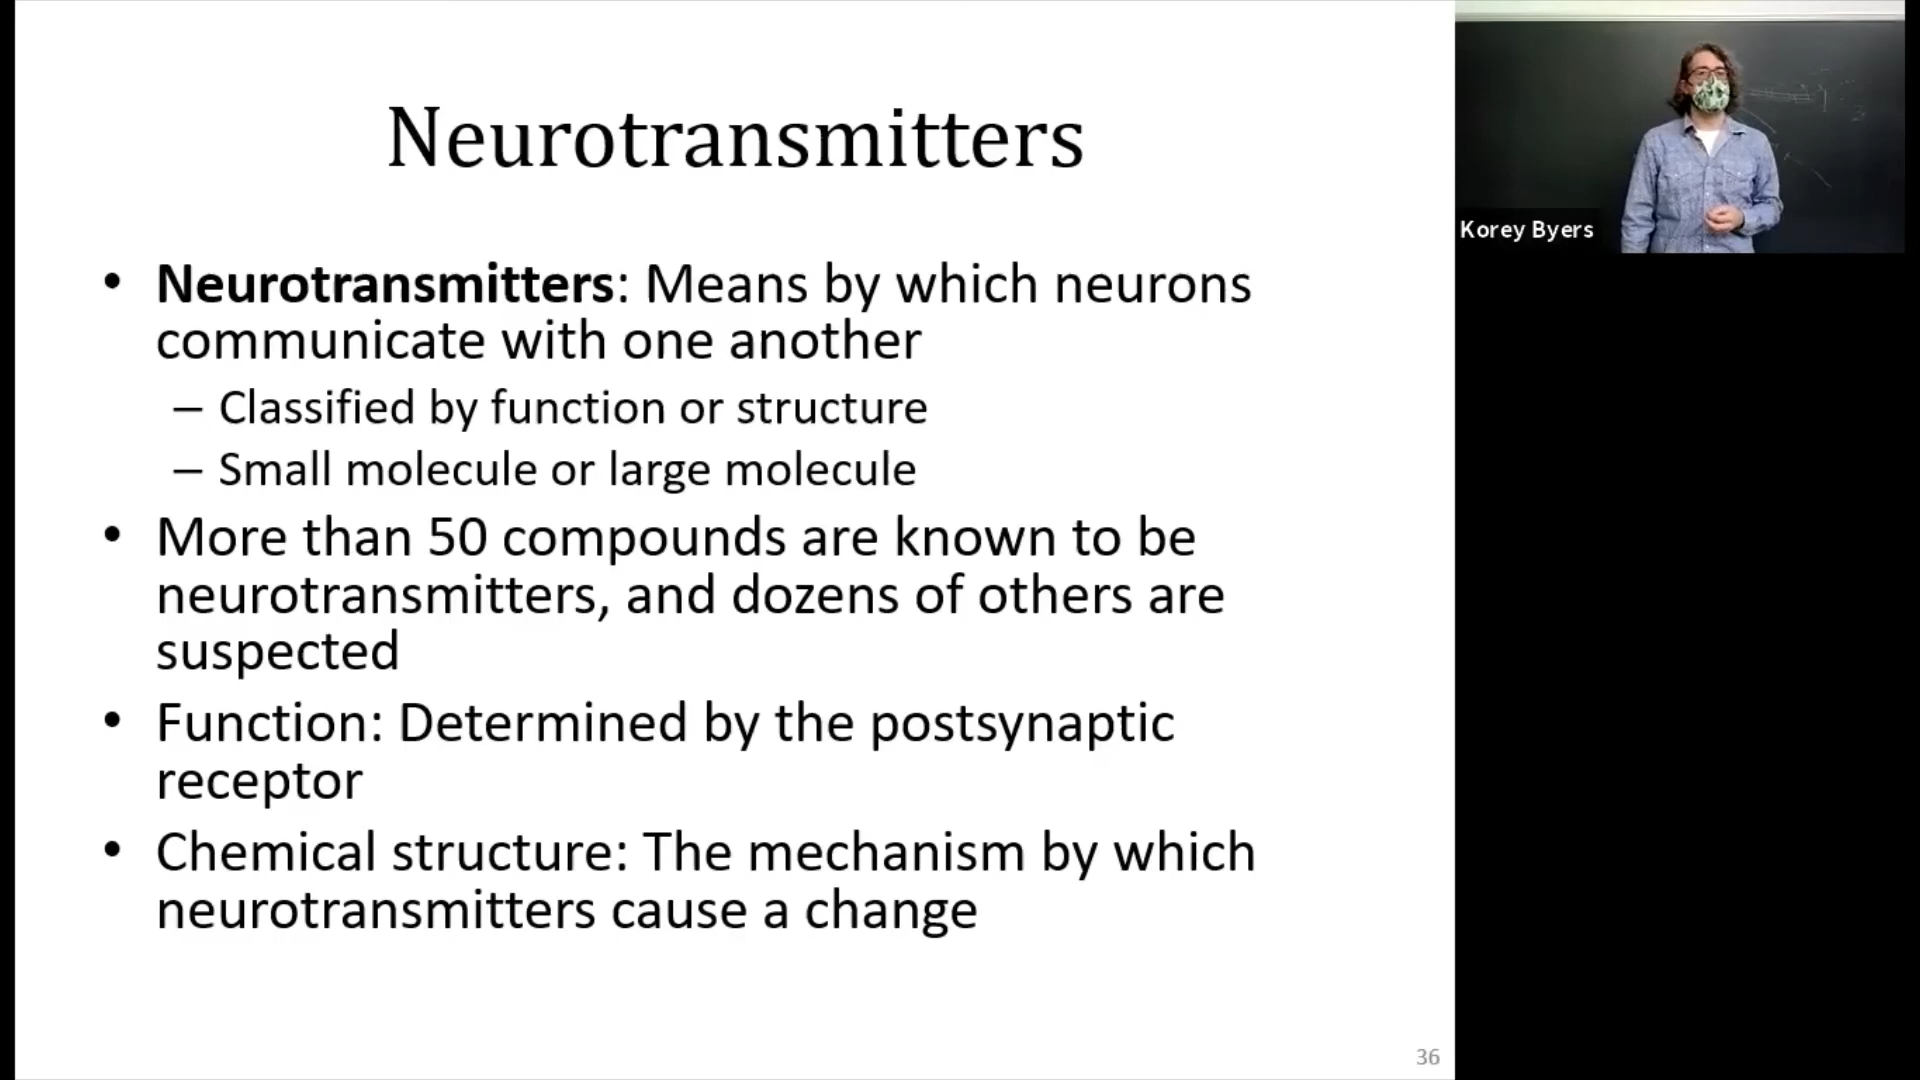 Neurotransmitters
• Neurotransmitters: Means by which neurons
communicate with one another
– Classified by function or structure
– Small molecule or large molecule
• More than 50 compounds are known to be
neurotransmitters, and dozens of others are
suspected
• Function: Determined by the postsynaptic
receptor
• Chemical structure: The mechanism by which
neurotransmitters cause a change
36
Korey Byers